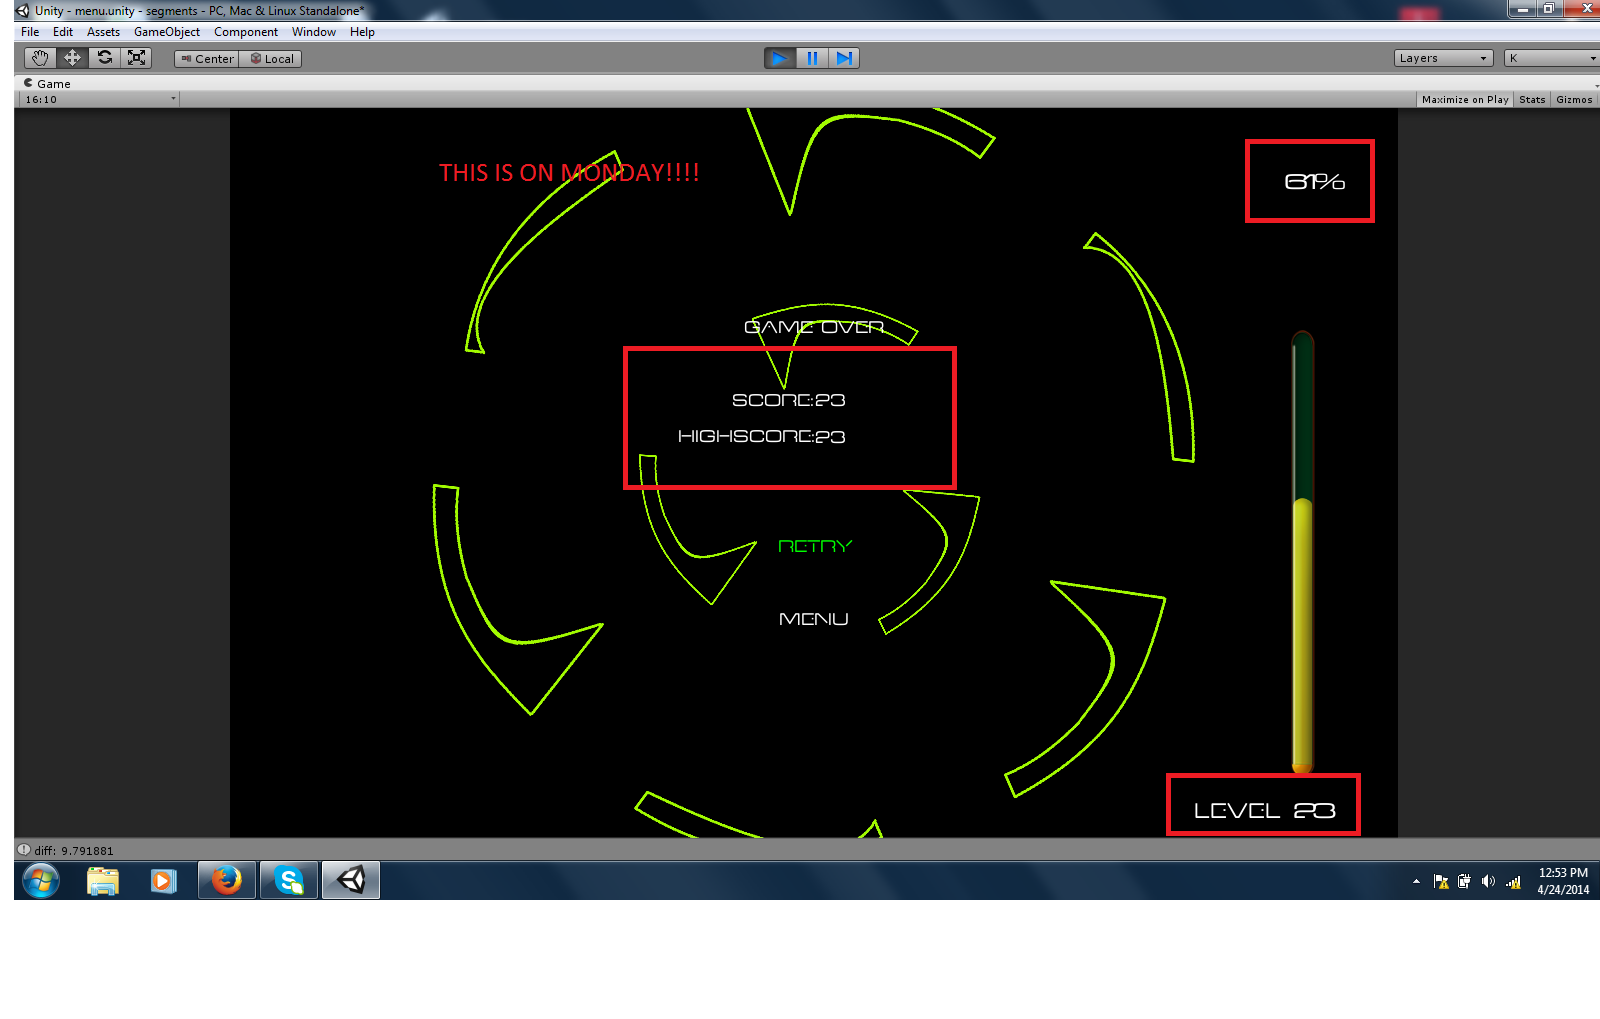 Unity - menu.unity - segments - PC, Mac & Linux Standalone*
File Edit Assets GameObject Component Window Help
Center Local Layers K
Game
16:10 Maximize on Play Stats Gizmos
THIS IS ON MONDAY!!!!
61%
GAME OVER
SCORE:23
HIGHSCORE:23
RETRY
MENU
LEVEL 23
diff: 9.791881
12:53 PM
4/24/2014